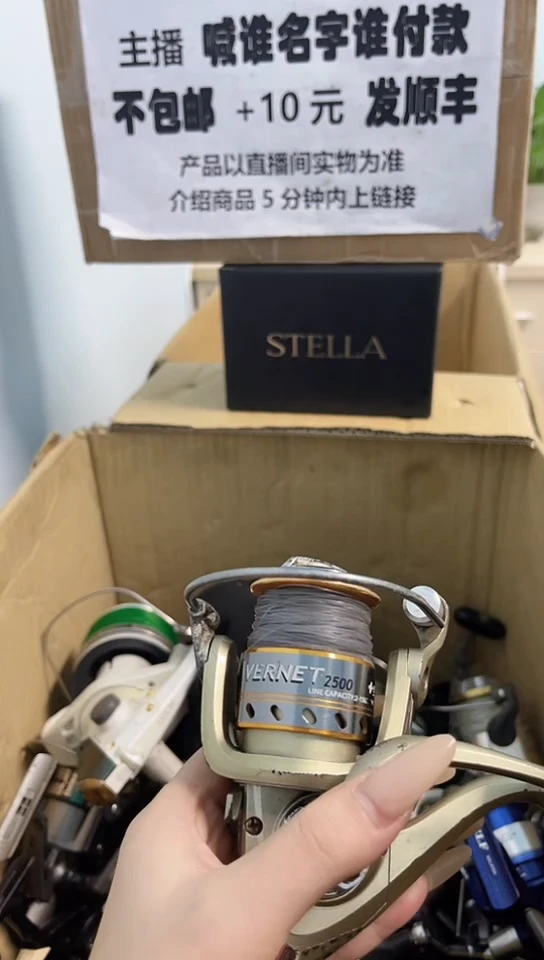 主播 喊谁名字谁付款
不包邮 +10元 发顺丰
产品以直播间实物为准
介绍商品 5 分钟内上链接
STELLA
VERNET 2500
LINE CAPACITY